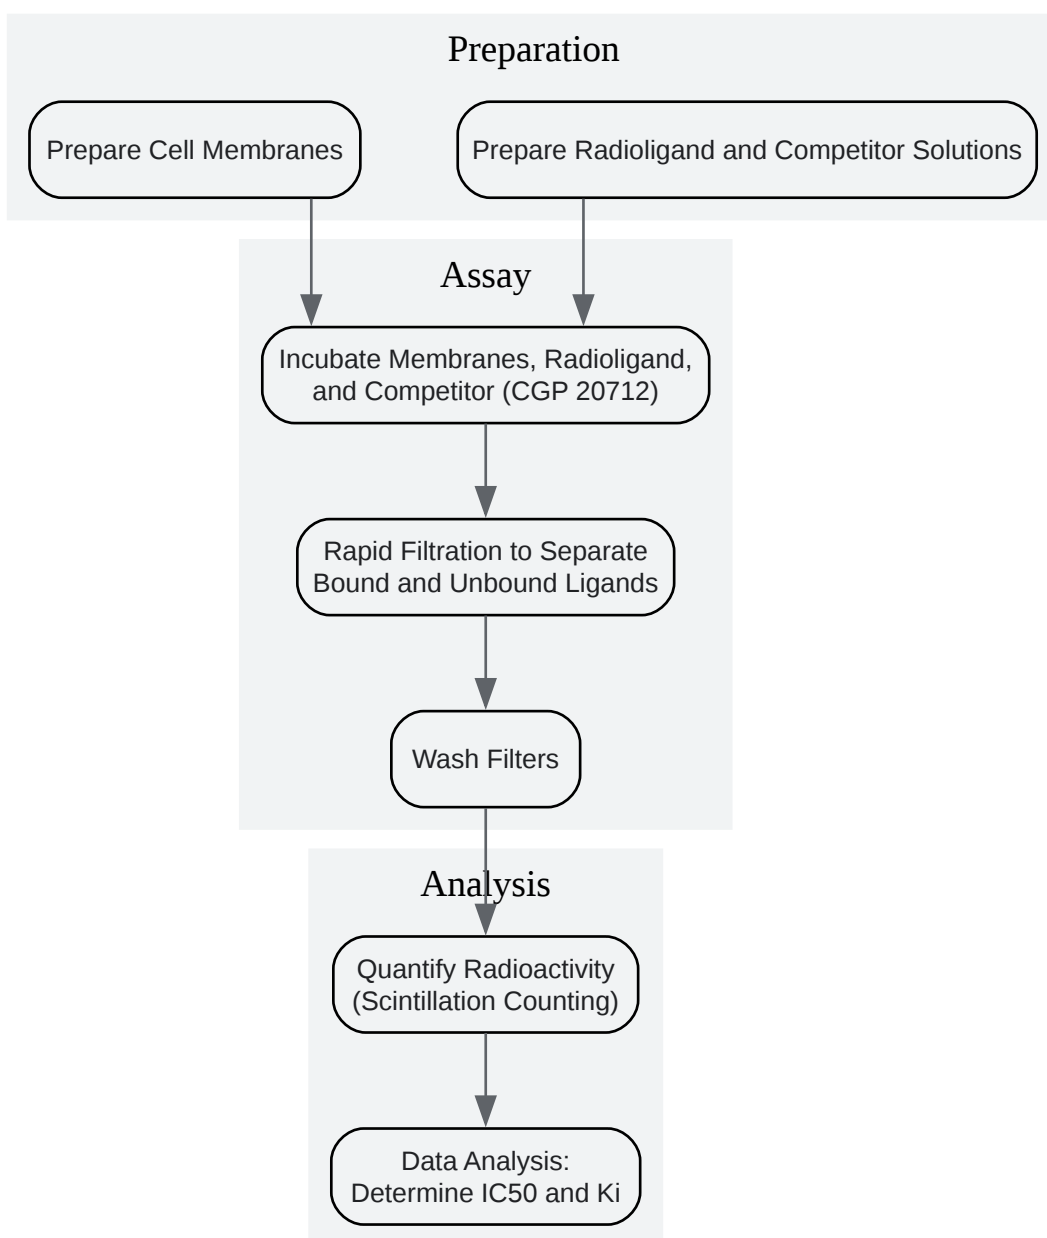 Preparation
Prepare Cell Membranes
Prepare Radioligand and Competitor Solutions
Assay
Incubate Membranes, Radioligand,
and Competitor (CGP 20712)
Rapid Filtration to Separate
Bound and Unbound Ligands
Wash Filters
Analysis
Quantify Radioactivity
(Scintillation Counting)
Data Analysis:
Determine IC50 and Ki